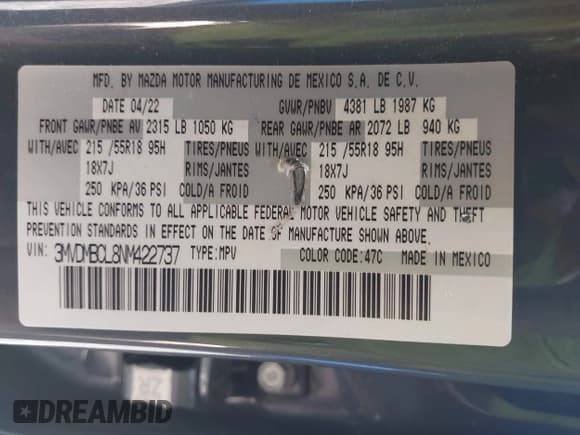 MFD. BY MAZDA MOTOR MANUFACTURING DE MEXICO S.A. DE C.V.
DATE 04/22 GVWR/PNBV 4381 LB 1987 KG
FRONT GAWR/PNBE AV 2315 LB 1050 KG REAR GAWR/PNBE AR 2072 LB 940 KG
WITH/AVEC 215 /55R18 95H TIRES/PNEUS WITH/AVEC 215 /55R18 95H TIRES/PNEUS
18X7J RIMS/JANTES 18X7J RIMS/JANTES
250 KPA/36 PSI COLD/A FROID 250 KPA/36 PSI COLD/A FROID
THIS VEHICLE CONFORMS TO ALL APPLICABLE FEDERAL MOTOR VEHICLE SAFETY AND THEFT
PREVENTION STANDARDS IN EFFECT ON THE DATE OF MANUFACTURE SHOWN ABOVE.
VIN: 3MVDMBCL8NM422737 TYPE:MPV COLOR CODE:47C MADE IN MEXICO
2R
DREAMBID